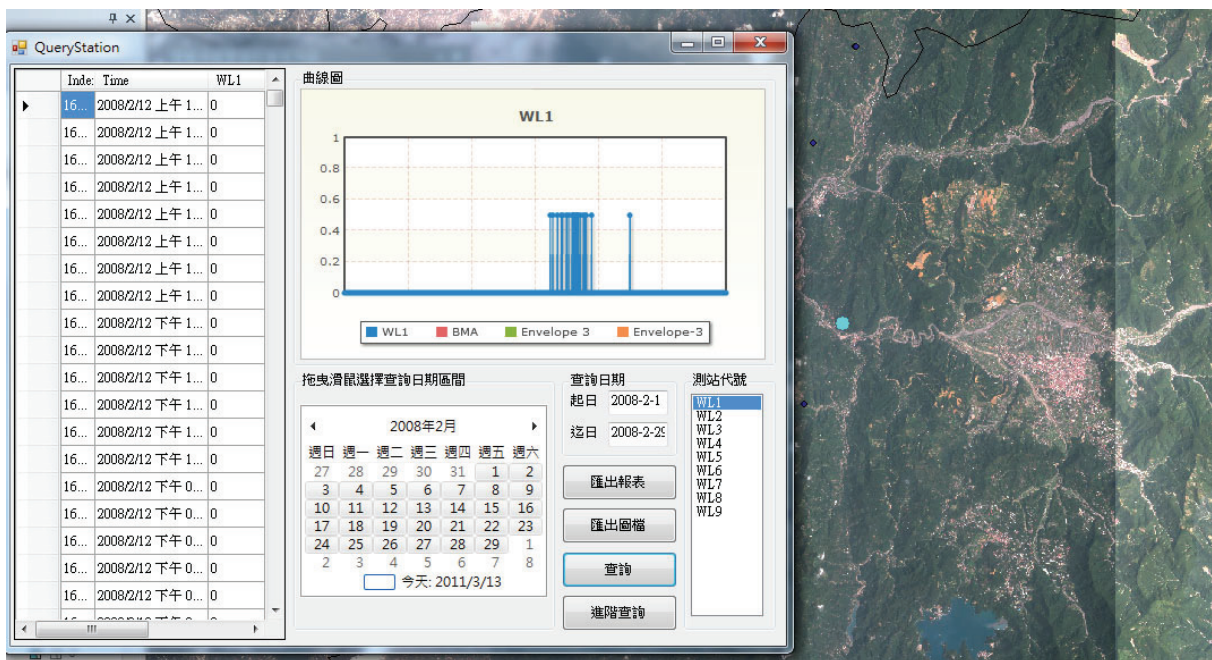 QueryStation
Inde: Time WL1
16... 2008/2/12 上午 1... 0
16... 2008/2/12 上午 1... 0
16... 2008/2/12 上午 1... 0
16... 2008/2/12 上午 1... 0
16... 2008/2/12 上午 1... 0
16... 2008/2/12 上午 1... 0
16... 2008/2/12 上午 1... 0
16... 2008/2/12 上午 1... 0
16... 2008/2/12 下午 1... 0
16... 2008/2/12 下午 1... 0
16... 2008/2/12 下午 1... 0
16... 2008/2/12 下午 1... 0
16... 2008/2/12 下午 1... 0
16... 2008/2/12 下午 1... 0
16... 2008/2/12 下午 0... 0
16... 2008/2/12 下午 0... 0
16... 2008/2/12 下午 0... 0
16... 2008/2/12 下午 0... 0
16... 2008/2/12 下午 0... 0
曲線圖
WL1
1
0.8
0.6
0.4
0.2
0
WL1 BMA Envelope 3 Envelope-3
拖曳滑鼠選擇查詢日期區間
2008年2月
週日 週一 週二 週三 週四 週五 週六
27 28 29 30 31 1 2
3 4 5 6 7 8 9
10 11 12 13 14 15 16
17 18 19 20 21 22 23
24 25 26 27 28 29 1
2 3 4 5 6 7 8
今天: 2011/3/13
查詢日期
起日 2008-2-1
迄日 2008-2-29
匯出報表
匯出圖檔
查詢
進階查詢
測站代號
WL1
WL2
WL3
WL4
WL5
WL6
WL7
WL8
WL9